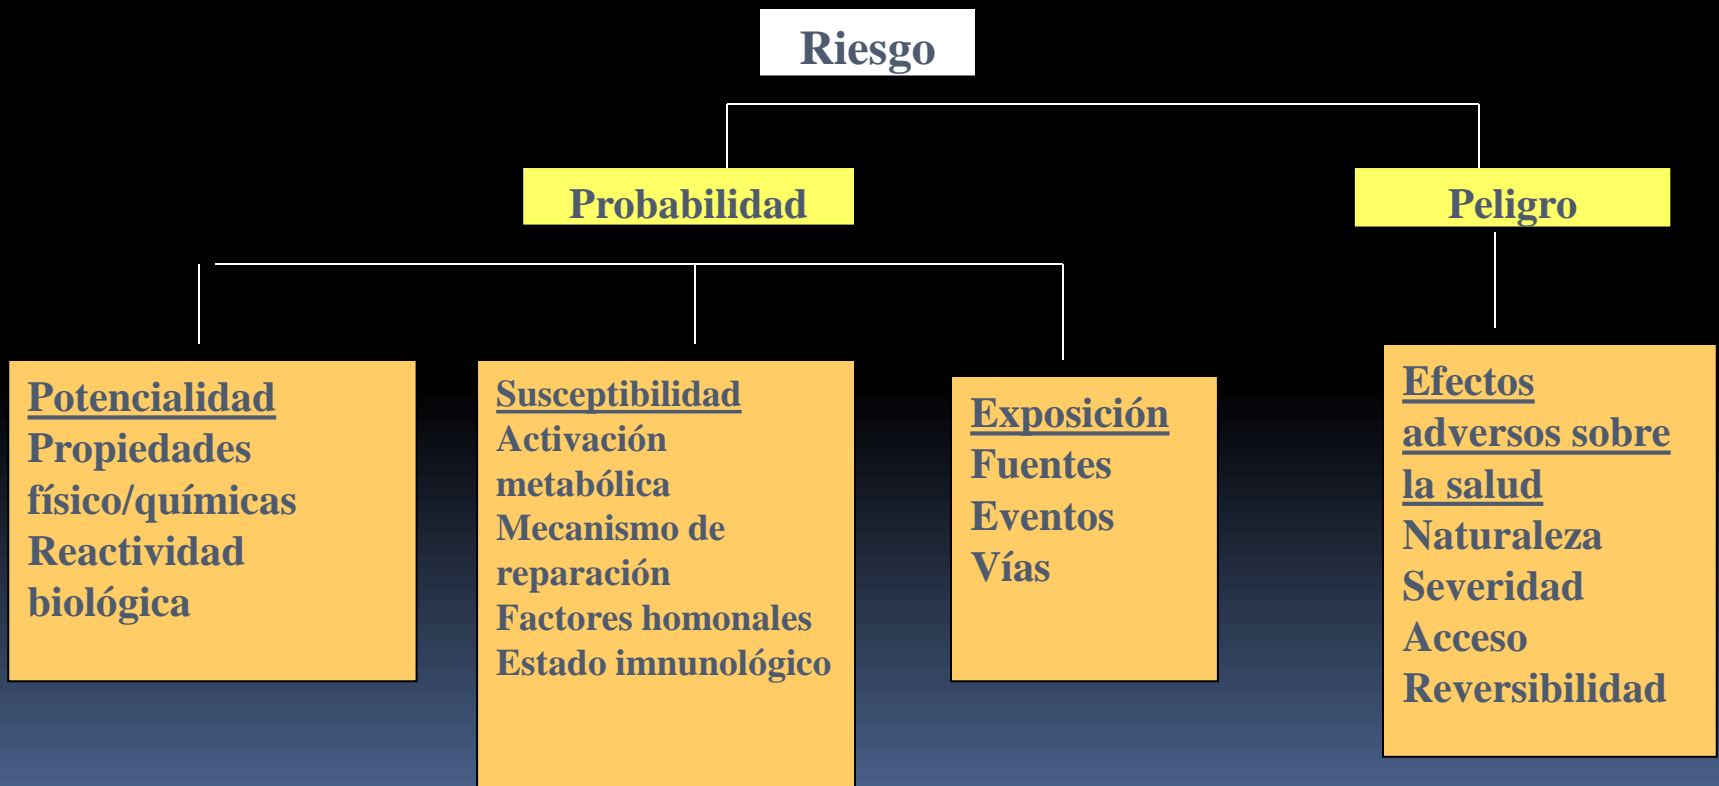 Riesgo
Probabilidad
Peligro
Potencialidad
Propiedades
físico/químicas
Reactividad
biológica
Susceptibilidad
Activación
metabólica
Mecanismo de
reparación
Factores homonales
Estado imnunológico
Exposición
Fuentes
Eventos
Vías
Efectos
adversos sobre
la salud
Naturaleza
Severidad
Acceso
Reversibilidad